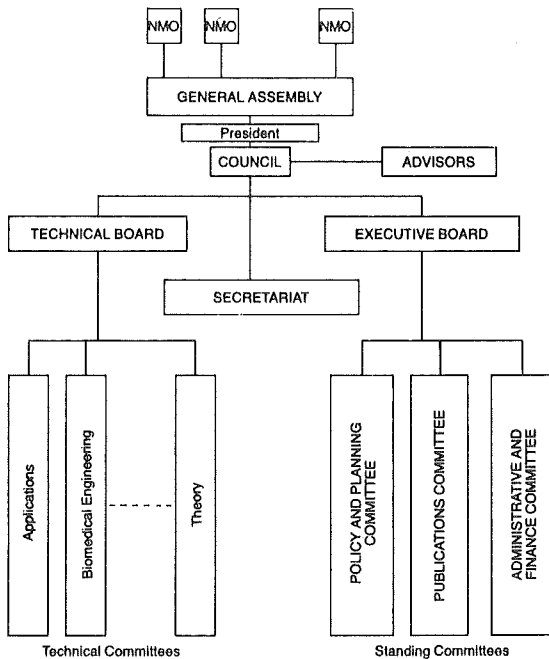 NMO
NMO
NMO
GENERAL ASSEMBLY
President
COUNCIL
ADVISORS
TECHNICAL BOARD
EXECUTIVE BOARD
SECRETARIAT
Applications
Biomedical Engineering
Theory
POLICY AND PLANNING
COMMITTEE
PUBLICATIONS COMMITTEE
ADMINISTRATIVE AND
FINANCE COMMITTEE
Technical Committees
Standing Committees